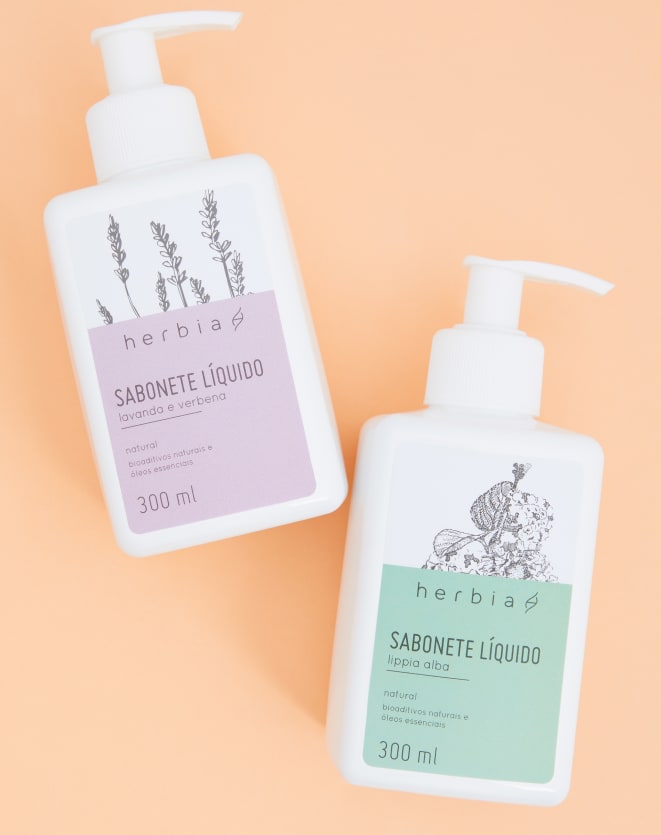 herbia
SABONETE LÍQUIDO
lavanda e verbena
natural
bioaditivos naturais e
óleos essenciais
300 ml
herbia
SABONETE LÍQUIDO
lippia alba
natural
bioaditivos naturais e
óleos essenciais
300 ml